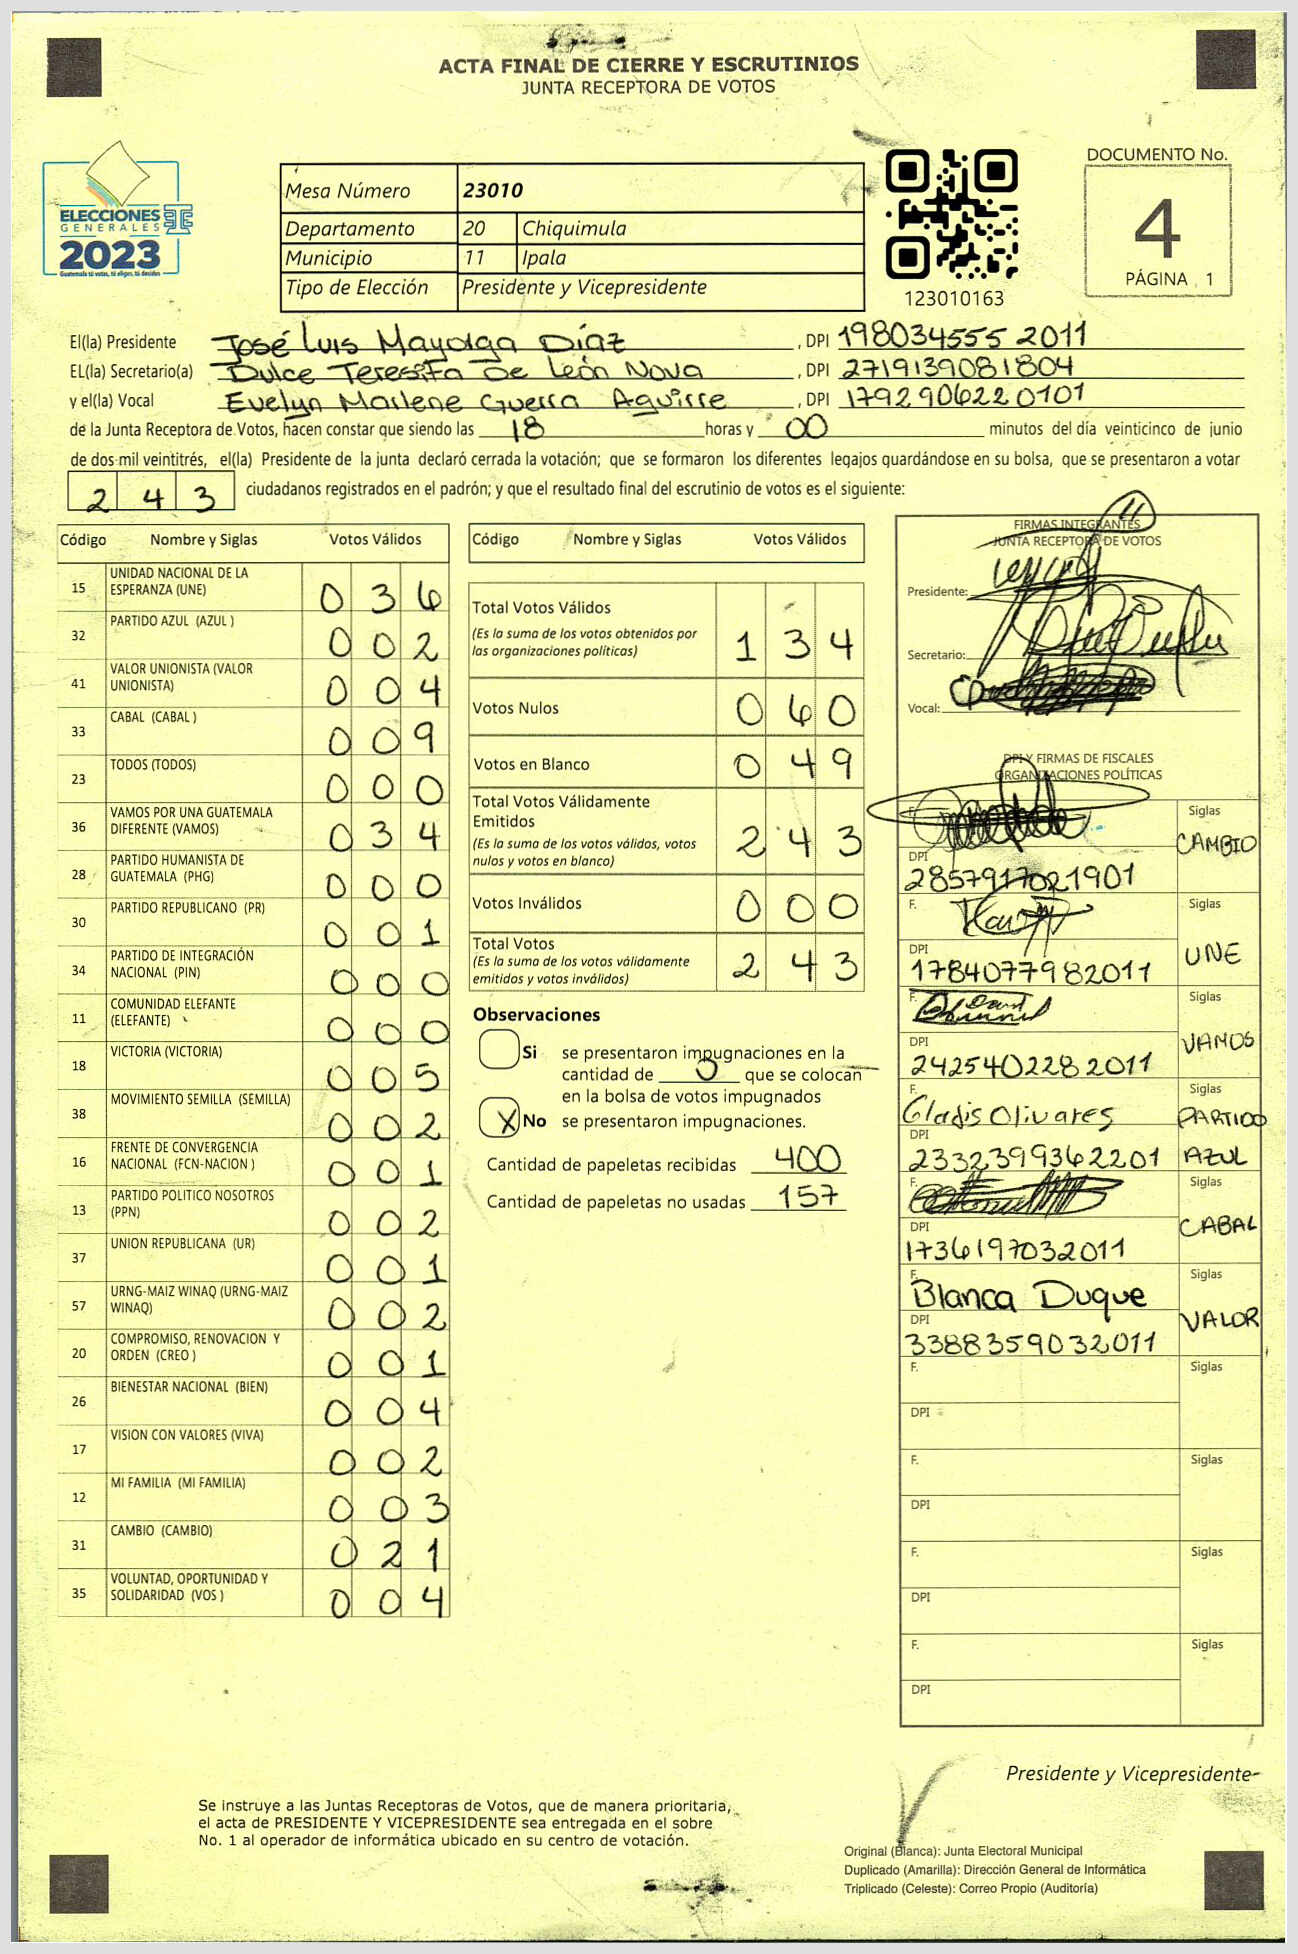 ACTA FINAL DE CIERRE Y ESCRUTINIOS
JUNTA RECEPTORA DE VOTOS
ELECCIONES
GENERALES
2023
Guatemala tú votas, tú eliges, tú decides
Mesa Número 23010
Departamento 20 Chiquimula
Municipio 11 Ipala
Tipo de Elección Presidente y Vicepresidente
123010163
DOCUMENTO No.
4
PÁGINA . 1
El(la) Presidente José Luis Mayorga Díaz, DPI 198034555 2011
EL(la) Secretario(a) Dulce Teresita De León Nova, DPI 2719139081804
y el(la) Vocal Evelyn Marlene Guerra Aguirre, DPI 1792906220101
de la Junta Receptora de Votos, hacen constar que siendo las 18 horas y 00 minutos del día veinticinco de junio
de dos mil veintitrés, el(la) Presidente de la junta declaró cerrada la votación; que se formaron los diferentes legajos guardándose en su bolsa, que se presentaron a votar
2 4 3 ciudadanos registrados en el padrón; y que el resultado final del escrutinio de votos es el siguiente:
Código Nombre y Siglas Votos Válidos
15 UNIDAD NACIONAL DE LA ESPERANZA (UNE) 0 3 6
32 PARTIDO AZUL (AZUL ) 0 0 2
41 VALOR UNIONISTA (VALOR UNIONISTA) 0 0 4
33 CABAL (CABAL ) 0 0 9
23 TODOS (TODOS) 0 0 0
36 VAMOS POR UNA GUATEMALA DIFERENTE (VAMOS) 0 3 4
28 PARTIDO HUMANISTA DE GUATEMALA (PHG) 0 0 0
30 PARTIDO REPUBLICANO (PR) 0 0 1
34 PARTIDO DE INTEGRACIÓN NACIONAL (PIN) 0 0 0
11 COMUNIDAD ELEFANTE (ELEFANTE) 0 0 0
18 VICTORIA (VICTORIA) 0 0 5
38 MOVIMIENTO SEMILLA (SEMILLA) 0 0 2
16 FRENTE DE CONVERGENCIA NACIONAL (FCN-NACION ) 0 0 1
13 PARTIDO POLITICO NOSOTROS (PPN) 0 0 2
37 UNION REPUBLICANA (UR) 0 0 1
57 URNG-MAIZ WINAQ (URNG-MAIZ WINAQ) 0 0 2
20 COMPROMISO, RENOVACION Y ORDEN (CREO ) 0 0 1
26 BIENESTAR NACIONAL (BIEN) 0 0 4
17 VISION CON VALORES (VIVA) 0 0 2
12 MI FAMILIA (MI FAMILIA) 0 0 3
31 CAMBIO (CAMBIO) 0 2 1
35 VOLUNTAD, OPORTUNIDAD Y SOLIDARIDAD (VOS ) 0 0 4
Código Nombre y Siglas Votos Válidos
Total Votos Válidos 1 3 4
(Es la suma de los votos obtenidos por
las organizaciones políticas)
Votos Nulos 0 6 0
Votos en Blanco 0 4 9
Total Votos Válidamente
Emitidos 2 4 3
(Es la suma de los votos válidos, votos
nulos y votos en blanco)
Votos Inválidos 0 0 0
Total Votos 2 4 3
(Es la suma de los votos válidamente
emitidos y votos inválidos)
Observaciones
Si se presentaron impugnaciones en la
cantidad de 0 que se colocan
en la bolsa de votos impugnados
X No se presentaron impugnaciones.
Cantidad de papeletas recibidas 400
Cantidad de papeletas no usadas 157
FIRMAS INTEGRANTES
JUNTA RECEPTORA DE VOTOS
Presidente:
Secretario:
Vocal:
DPI Y FIRMAS DE FISCALES
ORGANIZACIONES POLÍTICAS
F. Siglas
CAMBIO
DPI
2857917021901
F. Siglas
UNE
DPI
1784077982011
F. Siglas
VAMOS
DPI
2425402282011
F. Gladis Olivares Siglas
PARTIDO
AZUL
DPI
2332399362201
F. Siglas
CABAL
DPI
1736197032011
F. Blanca Duque Siglas
VALOR
DPI
3388359032011
F. Siglas
DPI
F. Siglas
DPI
F. Siglas
DPI
F. Siglas
DPI
Presidente y Vicepresidente
Se instruye a las Juntas Receptoras de Votos, que de manera prioritaria,
el acta de PRESIDENTE Y VICEPRESIDENTE sea entregada en el sobre
No. 1 al operador de informática ubicado en su centro de votación.
Original (Blanca): Junta Electoral Municipal
Duplicado (Amarilla): Dirección General de Informática
Triplicado (Celeste): Correo Propio (Auditoría)